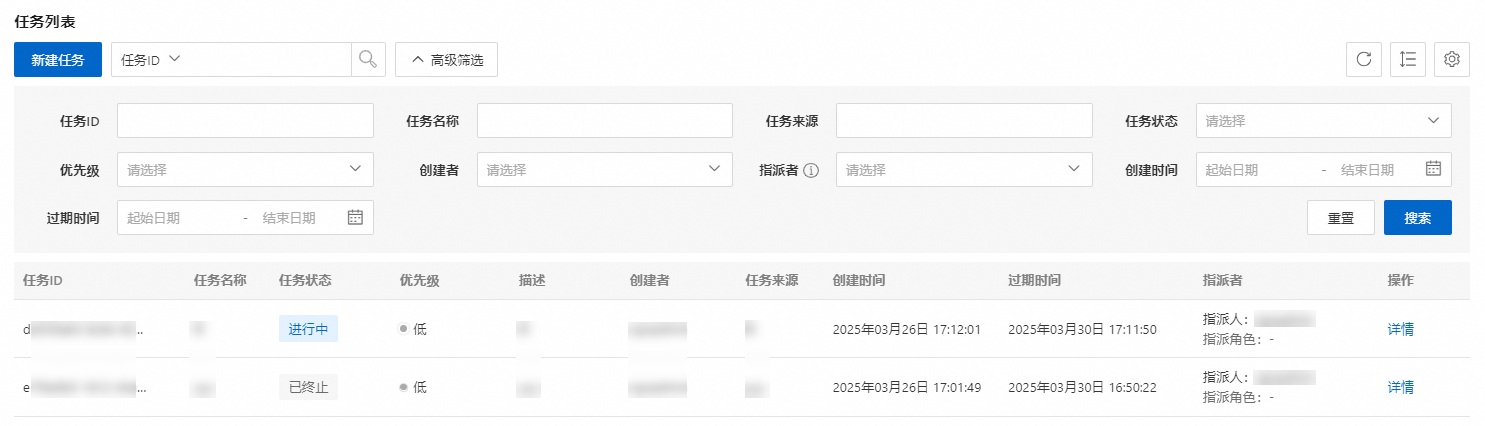 任务列表
新建任务 任务ID 高级筛选
任务ID 任务名称 任务来源 任务状态 请选择
优先级 请选择 创建者 请选择 指派者 请选择 创建时间 起始日期 - 结束日期
过期时间 起始日期 - 结束日期 重置 搜索
任务ID 任务名称 任务状态 优先级 描述 创建者 任务来源 创建时间 过期时间 指派者 操作
d ... 进行中 低 2025年03月26日 17:12:01 2025年03月30日 17:11:50 指派人： 详情
指派角色：-
e ... 已终止 低 2025年03月26日 17:01:49 2025年03月30日 16:50:22 指派人： 详情
指派角色：-